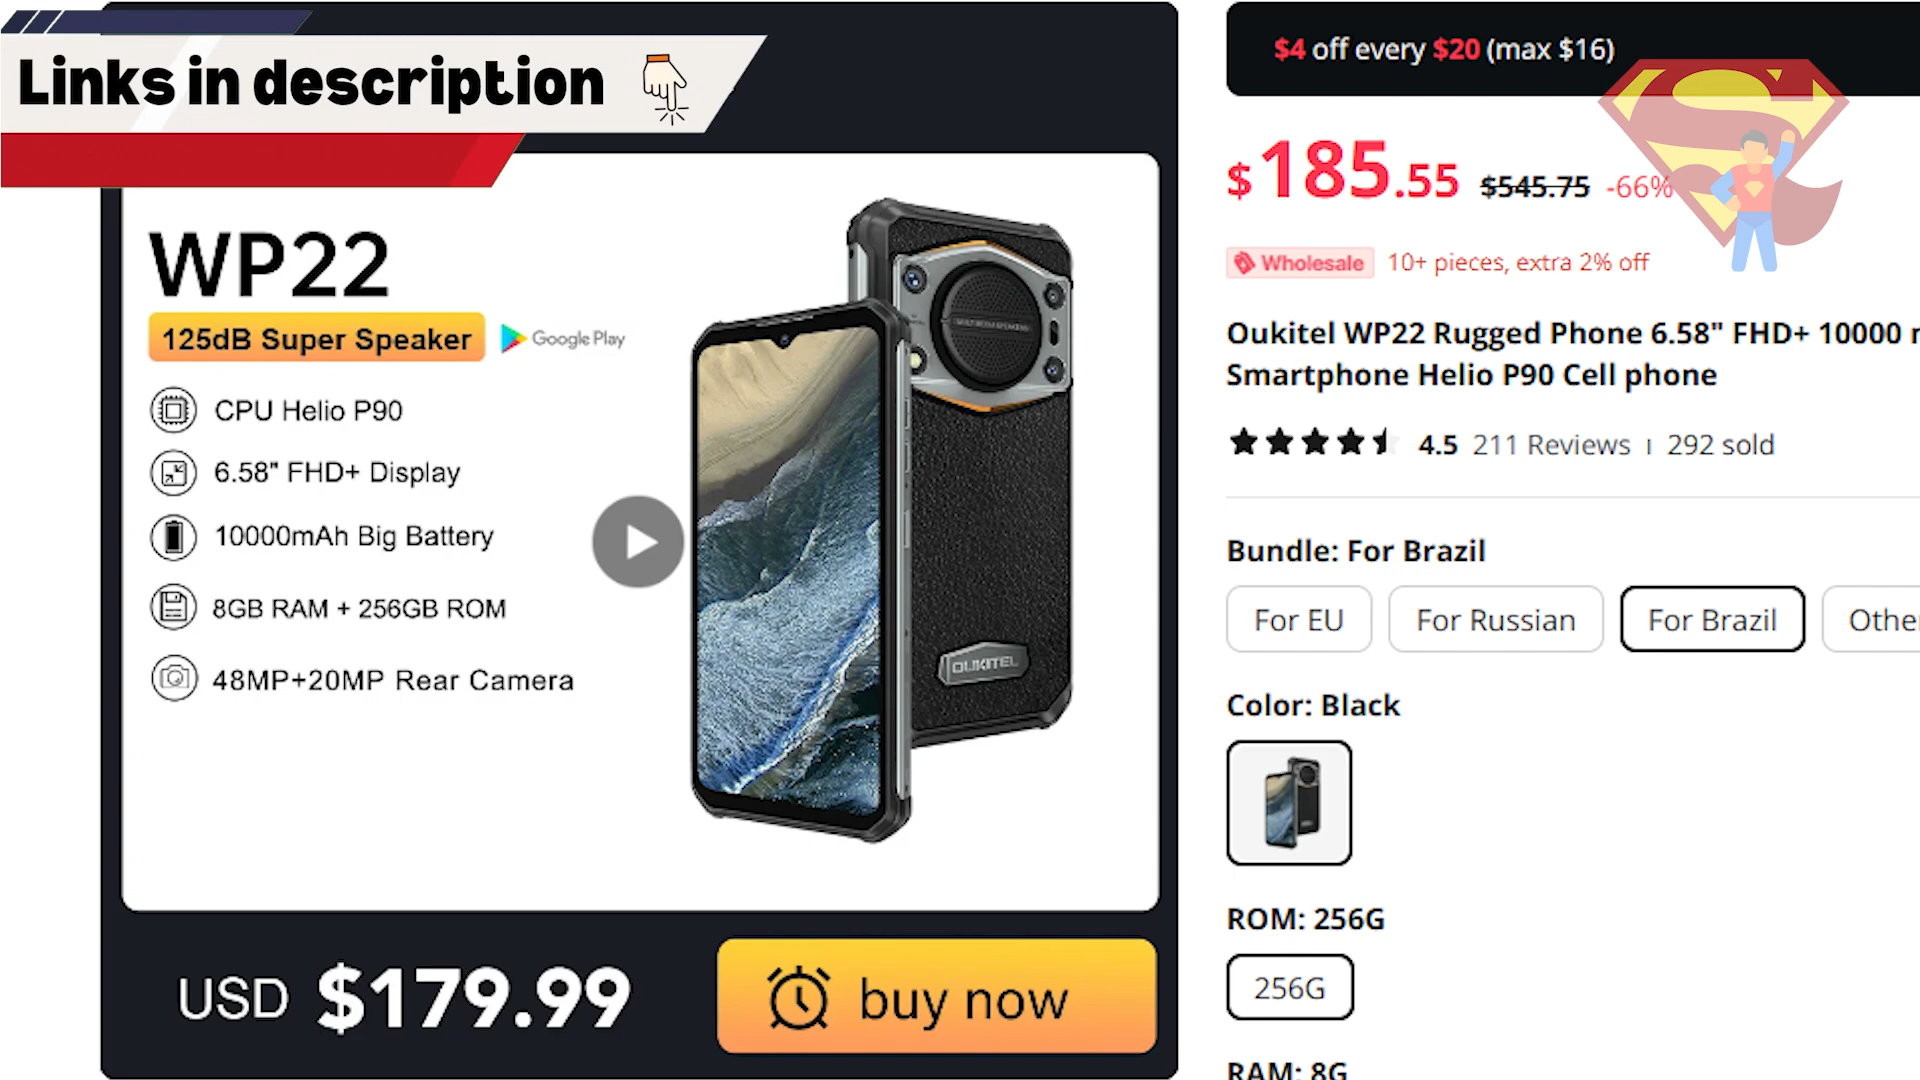 Links in description
WP22
125dB Super Speaker
Google Play
CPU Helio P90
6.58" FHD+ Display
10000mAh Big Battery
8GB RAM + 256GB ROM
48MP+20MP Rear Camera
OUKITEL
USD $179.99
buy now
$4 off every $20 (max $16)
$185.55 $545.75 -66%
Wholesale 10+ pieces, extra 2% off
Oukitel WP22 Rugged Phone 6.58" FHD+ 10000
Smartphone Helio P90 Cell phone
4.5 211 Reviews 292 sold
Bundle: For Brazil
For EU
For Russian
For Brazil
Color: Black
ROM: 256G
256G
RAM: 8G